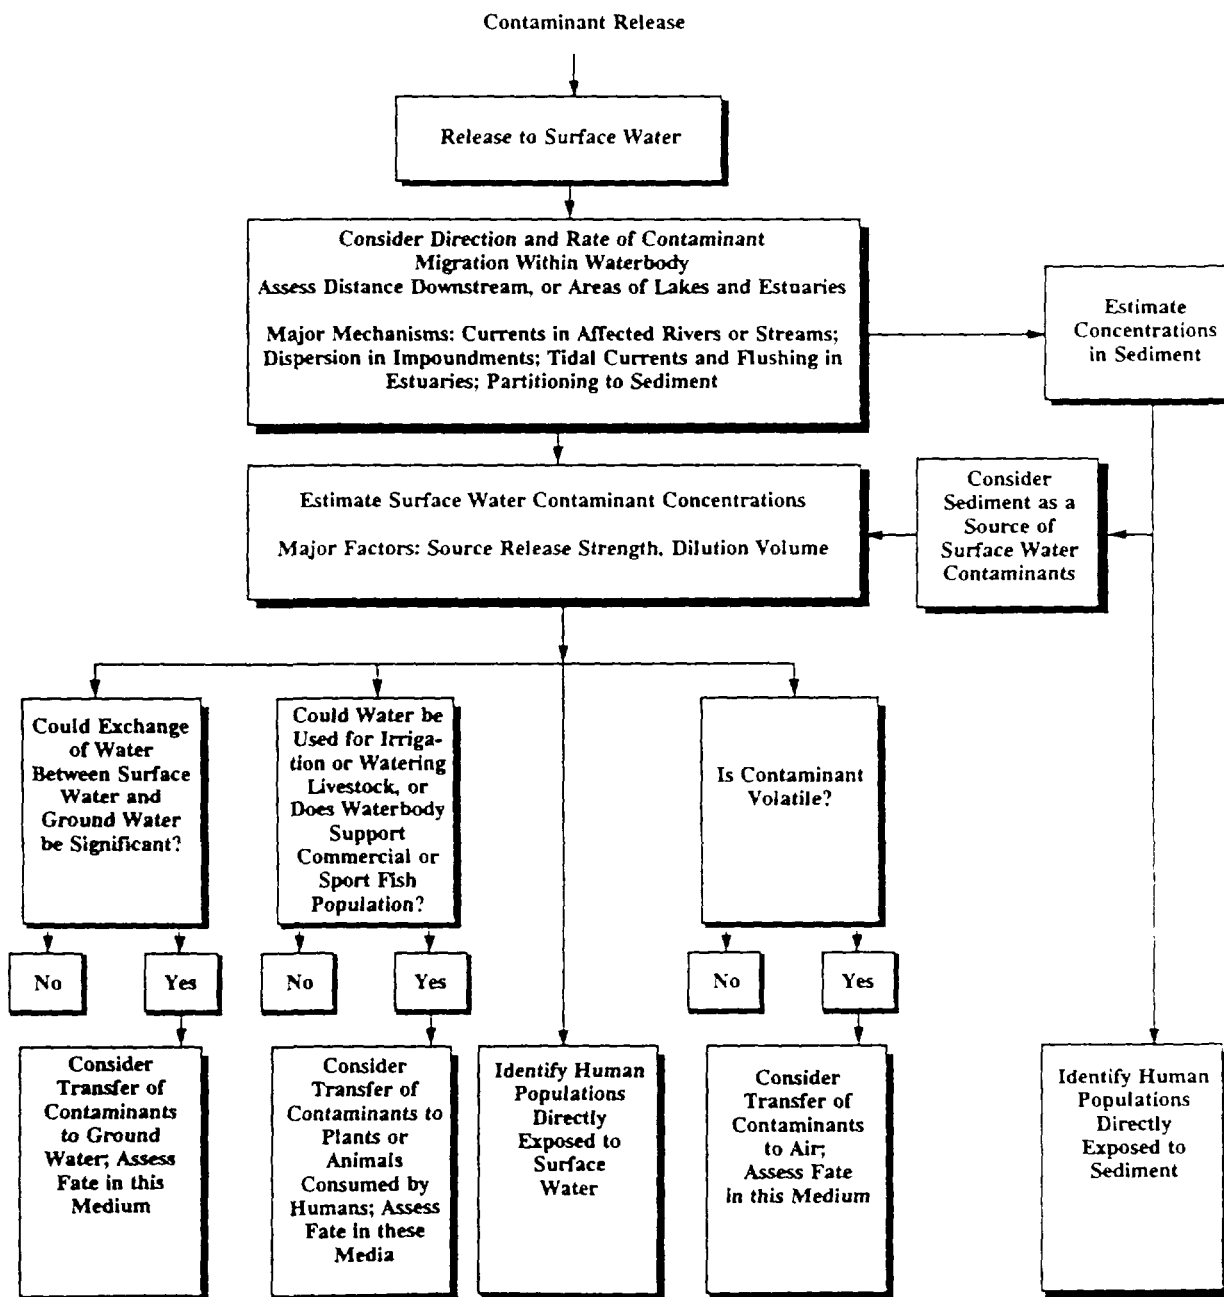 Contaminant Release
Release to Surface Water
Consider Direction and Rate of Contaminant
Migration Within Waterbody
Assess Distance Downstream, or Areas of Lakes and Estuaries
Major Mechanisms: Currents in Affected Rivers or Streams;
Dispersion in Impoundments; Tidal Currents and Flushing in
Estuaries; Partitioning to Sediment
Estimate
Concentrations
in Sediment
Estimate Surface Water Contaminant Concentrations
Major Factors: Source Release Strength, Dilution Volume
Consider
Sediment as a
Source of
Surface Water
Contaminants
Could Exchange
of Water
Between Surface
Water and
Ground Water
be Significant?
Could Water be
Used for Irriga-
tion or Watering
Livestock, or
Does Waterbody
Support
Commercial or
Sport Fish
Population?
Is Contaminant
Volatile?
No
Yes
No
Yes
No
Yes
Consider
Transfer of
Contaminants
to Ground
Water; Assess
Fate in this
Medium
Consider
Transfer of
Contaminants to
Plants or
Animals
Consumed by
Humans; Assess
Fate in these
Media
Identify Human
Populations
Directly
Exposed to
Surface
Water
Consider
Transfer of
Contaminants
to Air;
Assess Fate
in this Medium
Identify Human
Populations
Directly
Exposed to
Sediment